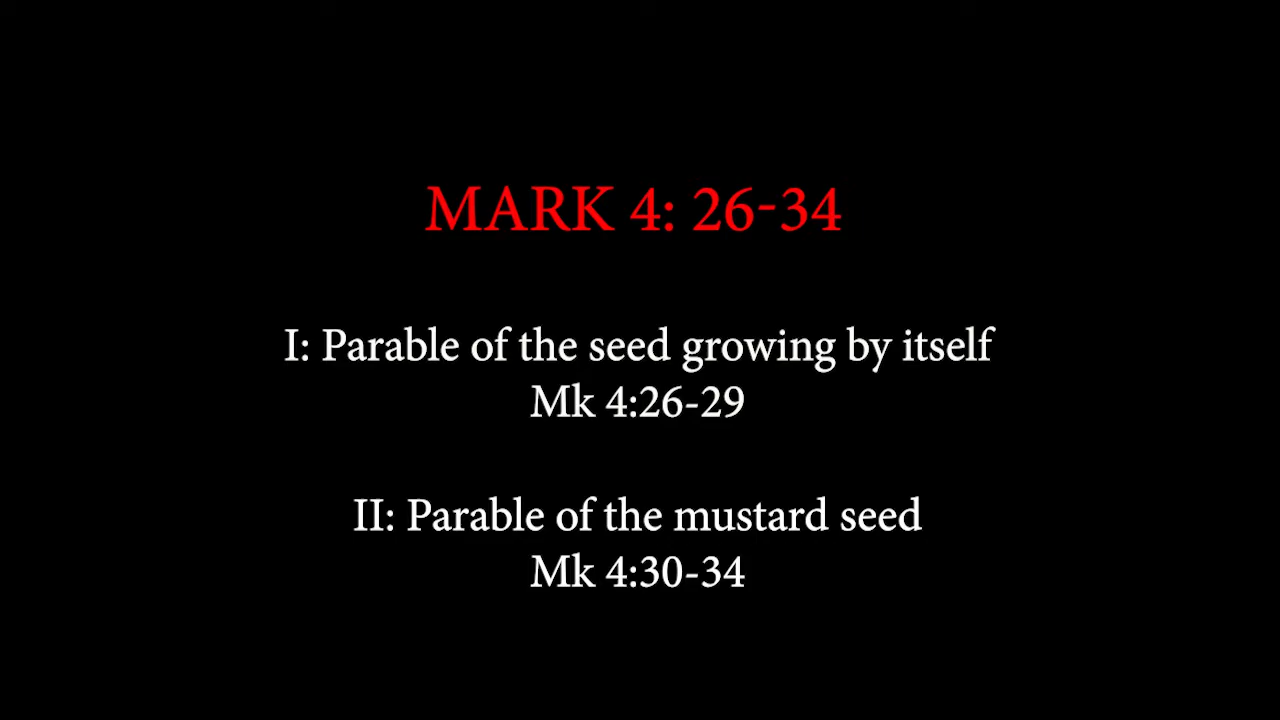 MARK 4: 26-34
I: Parable of the seed growing by itself
Mk 4:26-29
II: Parable of the mustard seed
Mk 4:30-34